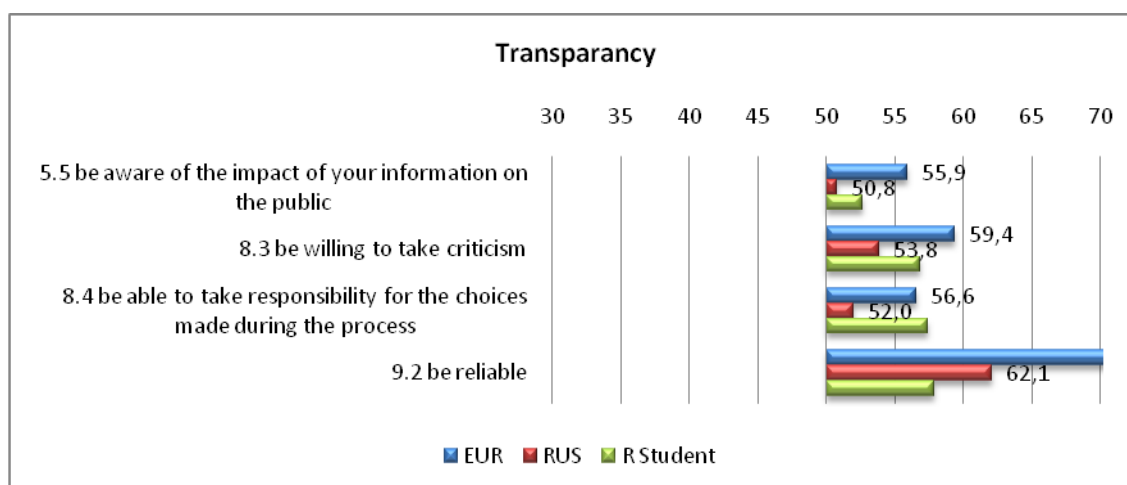 Transparancy
30 35 40 45 50 55 60 65 70
5.5 be aware of the impact of your information on
the public
55,9
50,8
8.3 be willing to take criticism
59,4
53,8
8.4 be able to take responsibility for the choices
made during the process
56,6
52,0
9.2 be reliable
62,1
EUR RUS R Student